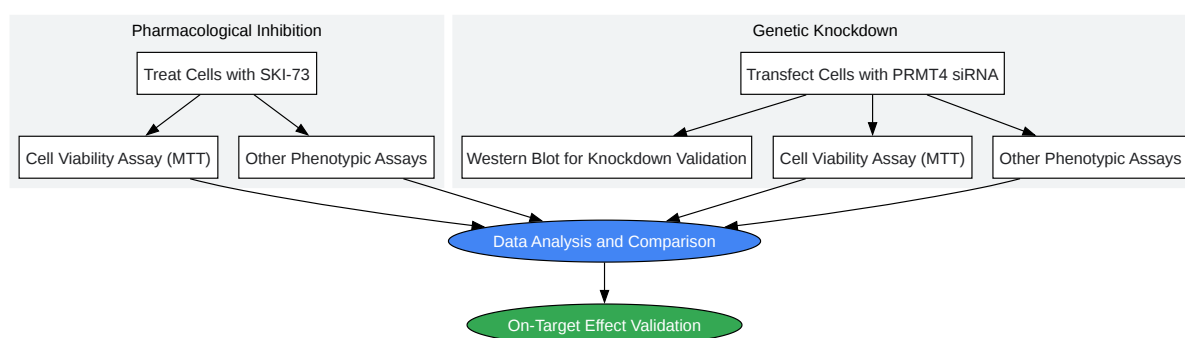 Pharmacological Inhibition
Genetic Knockdown
Treat Cells with SKI-73
Transfect Cells with PRMT4 siRNA
Cell Viability Assay (MTT)
Other Phenotypic Assays
Western Blot for Knockdown Validation
Cell Viability Assay (MTT)
Other Phenotypic Assays
Data Analysis and Comparison
On-Target Effect Validation